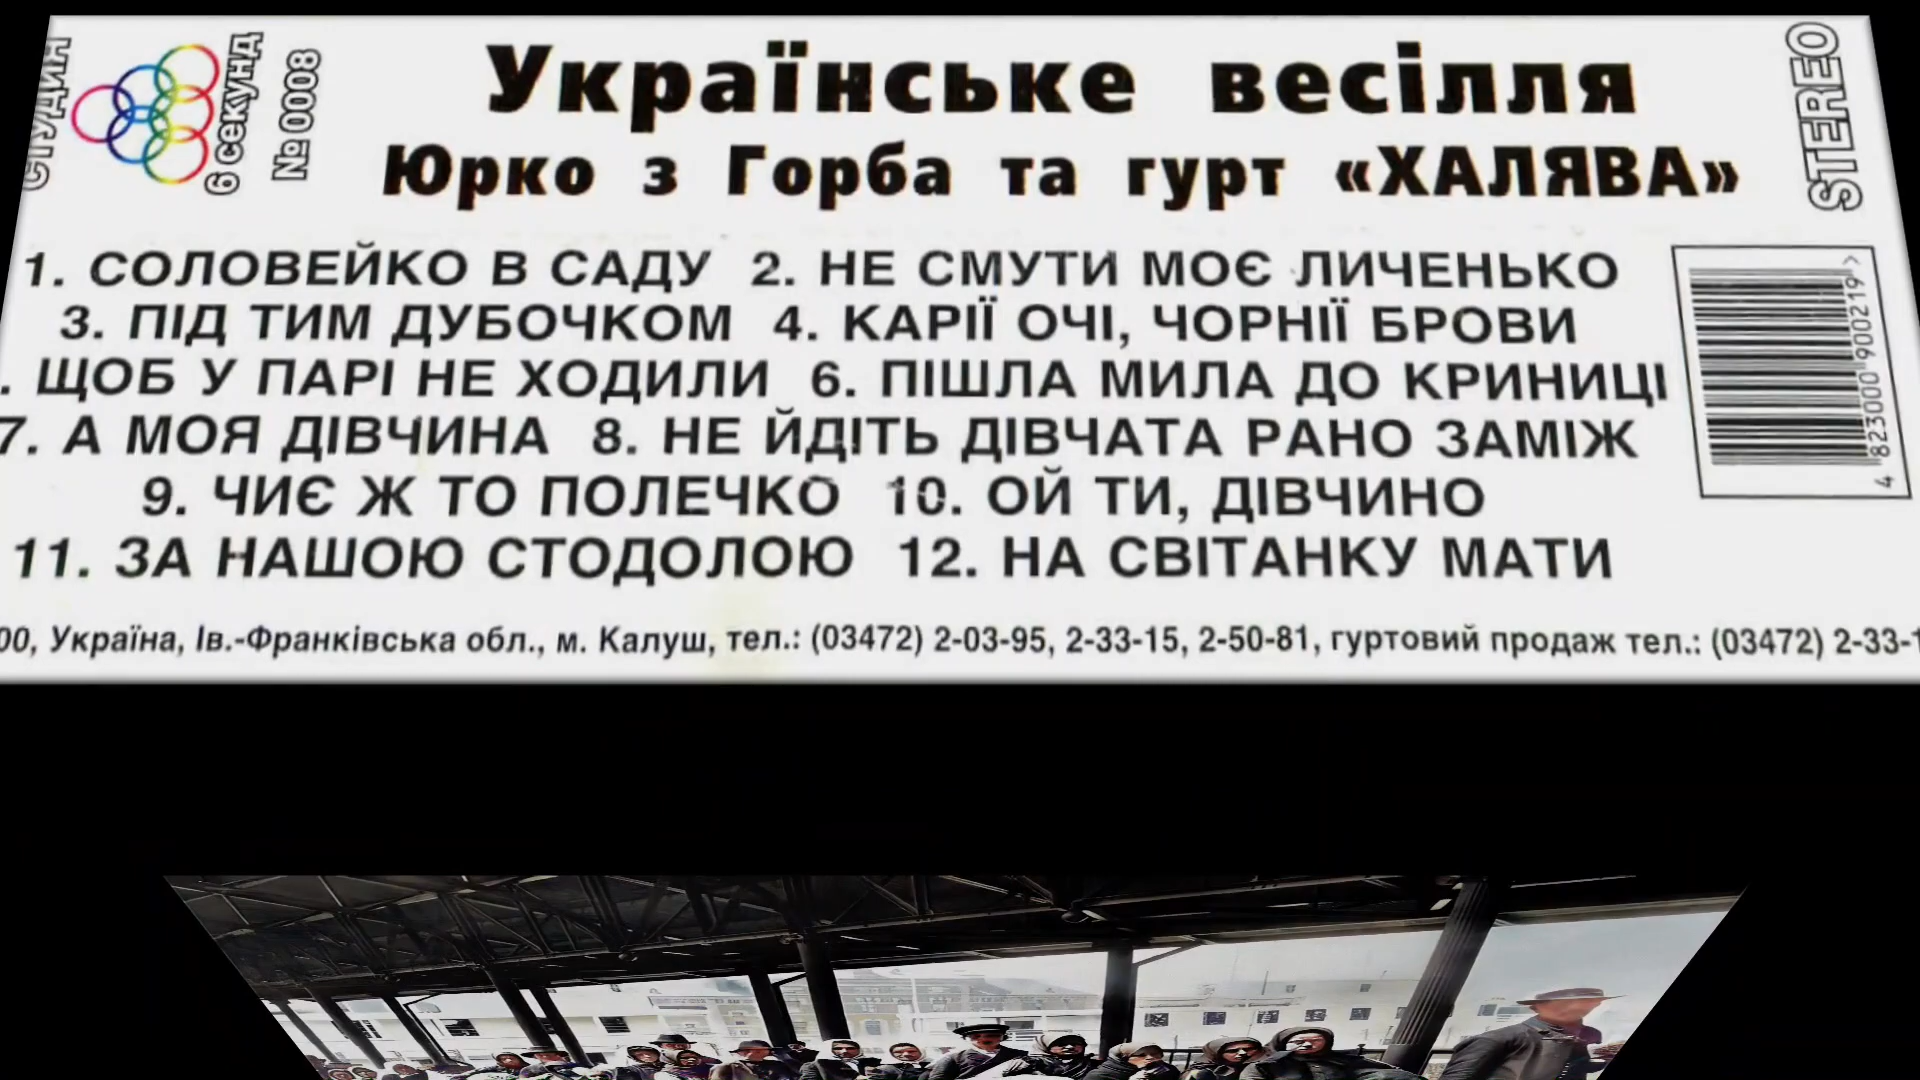 СТУДИЯ
6 секунд
№ 0008
Українське весілля
Юрко з Горба та гурт «ХАЛЯВА»
STEREO
1. СОЛОВЕЙКО В САДУ 2. НЕ СМУТИ МОЄ ЛИЧЕНЬКО
3. ПІД ТИМ ДУБОЧКОМ 4. КАРІЇ ОЧІ, ЧОРНІЇ БРОВИ
. ЩОБ У ПАРІ НЕ ХОДИЛИ 6. ПІШЛА МИЛА ДО КРИНИЦІ
7. А МОЯ ДІВЧИНА 8. НЕ ЙДІТЬ ДІВЧАТА РАНО ЗАМІЖ
9. ЧИЄ Ж ТО ПОЛЕЧКО 10. ОЙ ТИ, ДІВЧИНО
11. ЗА НАШОЮ СТОДОЛОЮ 12. НА СВІТАНКУ МАТИ
4 823000 900219 >
00, Україна, Ів.-Франківська обл., м. Калуш, тел.: (03472) 2-03-95, 2-33-15, 2-50-81, гуртовий продаж тел.: (03472) 2-33-1